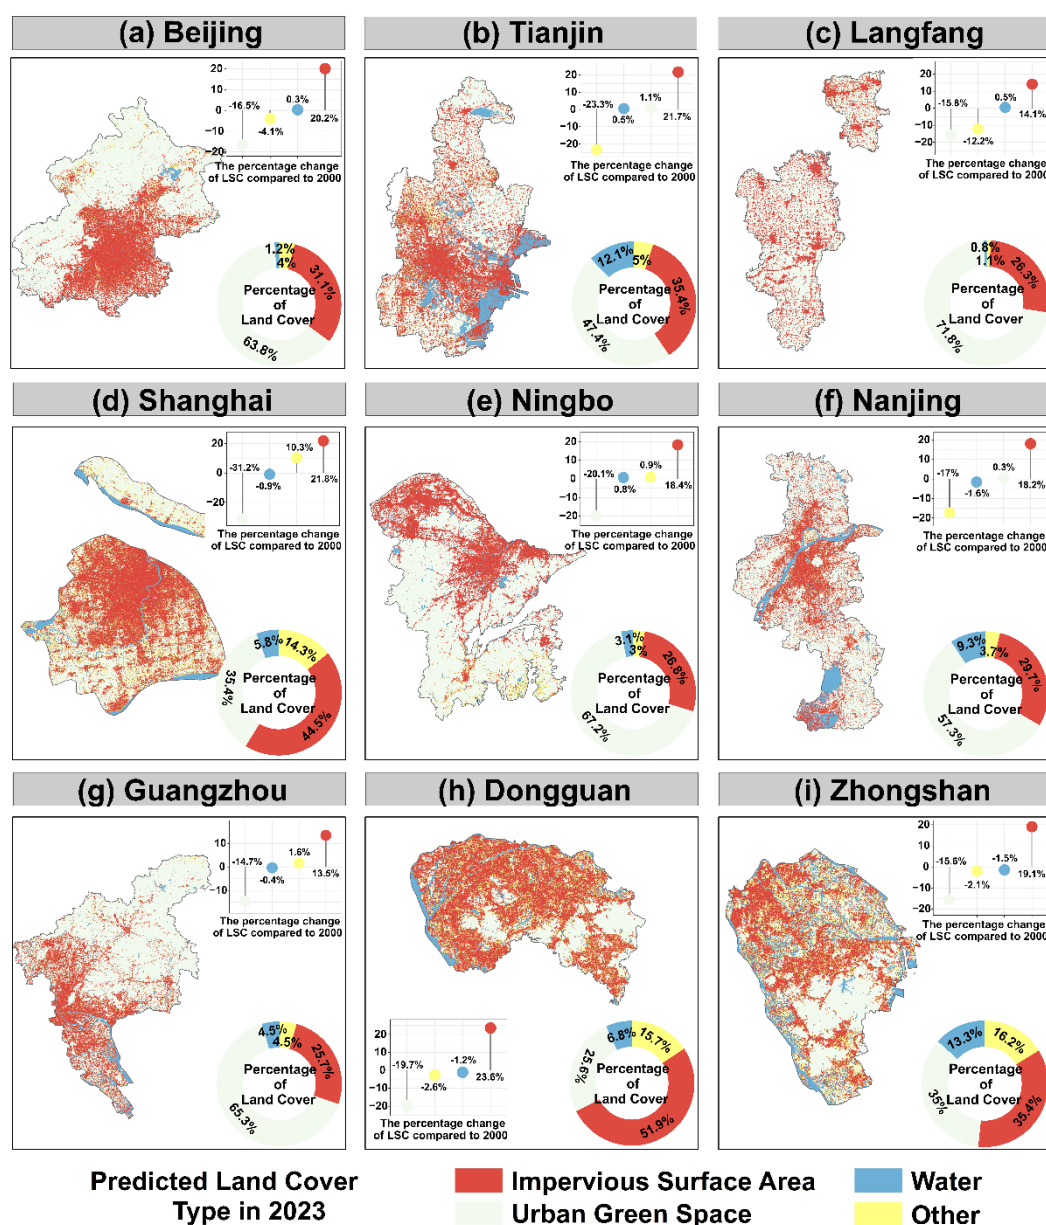 (a) Beijing
(b) Tianjin
(c) Langfang
20
10
0
−10
−20
-16.5%
-4.1%
0.3%
20.2%
The percentage change
of LSC compared to 2000
1.2%
4%
31.1%
63.8%
Percentage
of
Land Cover
20
10
0
−10
−20
-23.3%
0.5%
1.1%
21.7%
The percentage change
of LSC compared to 2000
12.1%
5%
35.4%
47.4%
Percentage
of
Land Cover
20
10
0
−10
−20
-15.8%
-12.2%
0.5%
14.1%
The percentage change
of LSC compared to 2000
0.8%
1.1%
26.3%
71.8%
Percentage
of
Land Cover
(d) Shanghai
(e) Ningbo
(f) Nanjing
20
0
−20
-31.2%
-0.9%
10.3%
21.8%
The percentage change
of LSC compared to 2000
5.8%
14.3%
35.4%
44.5%
Percentage
of
Land Cover
20
10
0
−10
−20
-20.1%
0.8%
0.9%
18.4%
The percentage change
of LSC compared to 2000
3.1%
3%
26.8%
67.2%
Percentage
of
Land Cover
10
0
−10
−20
-17%
-1.6%
0.3%
18.2%
The percentage change
of LSC compared to 2000
9.3%
3.7%
29.7%
57.3%
Percentage
of
Land Cover
(g) Guangzhou
(h) Dongguan
(i) Zhongshan
10
0
−10
-14.7%
-0.4%
1.6%
13.5%
The percentage change
of LSC compared to 2000
4.5%
4.5%
25.7%
65.3%
Percentage
of
Land Cover
20
10
0
−10
−20
-19.7%
-2.6%
-1.2%
23.6%
The percentage change
of LSC compared to 2000
6.8%
15.7%
25.6%
51.9%
Percentage
of
Land Cover
20
10
0
−10
−20
-15.6%
-2.1%
-1.5%
19.1%
The percentage change
of LSC compared to 2000
13.3%
16.2%
35%
35.4%
Percentage
of
Land Cover
Predicted Land Cover
Type in 2023
Impervious Surface Area
Water
Urban Green Space
Other